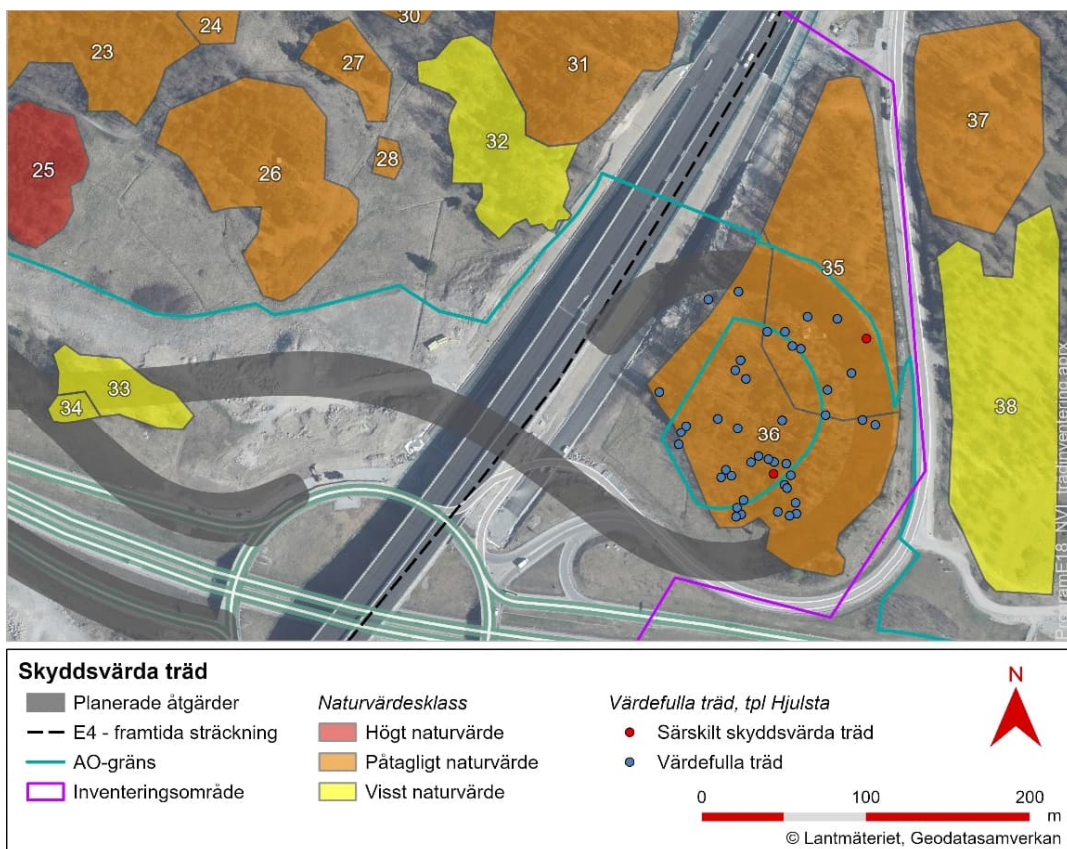 24
30
23
27
31
32
37
25
28
26
35
33
34
38
36
Skyddsvärda träd
Planerade åtgärder
E4 - framtida sträckning
AO-gräns
Inventeringsområde
Naturvärdesklass
Högt naturvärde
Påtagligt naturvärde
Visst naturvärde
Värdefulla träd, tpl Hjulsta
Särskilt skyddsvärda träd
Värdefulla träd
N
0 100 200
m
© Lantmäteriet, Geodatasamverkan